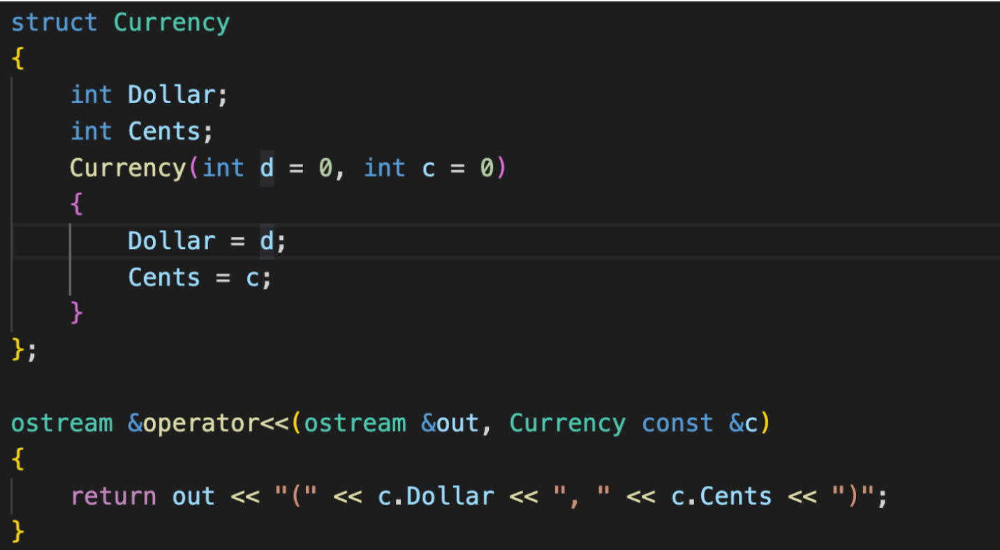 struct Currency
{
    int Dollar;
    int Cents;
    Currency(int d = 0, int c = 0)
    {
        Dollar = d;
        Cents = c;
    }
};

ostream &operator<<(ostream &out, Currency const &c)
{
    return out << "(" << c.Dollar << ", " << c.Cents << ")";
}